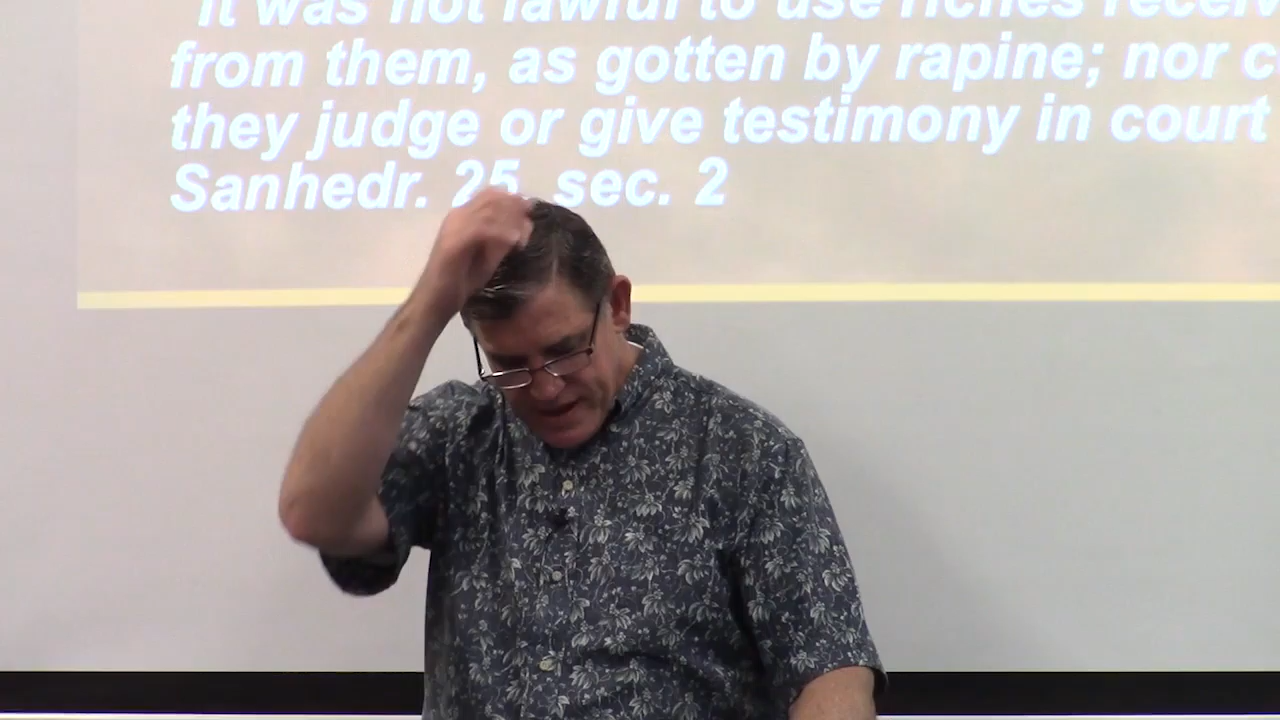 It was not lawful to use riches
from them, as gotten by rapine; nor
they judge or give testimony in court
Sanhedr. 25, sec. 2